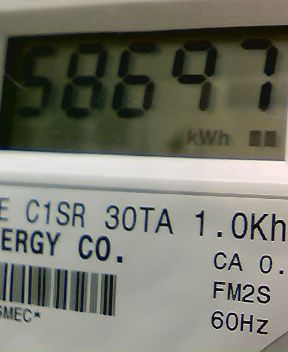 58697
kWh
E C1SR 30TA 1.0Kh
ERGY CO.
CA 0.
FM2S
SMEC*
60Hz